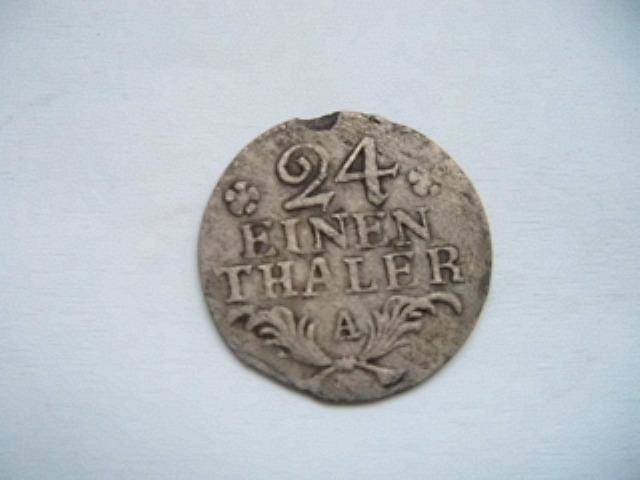 24
EINEN
THALER
A